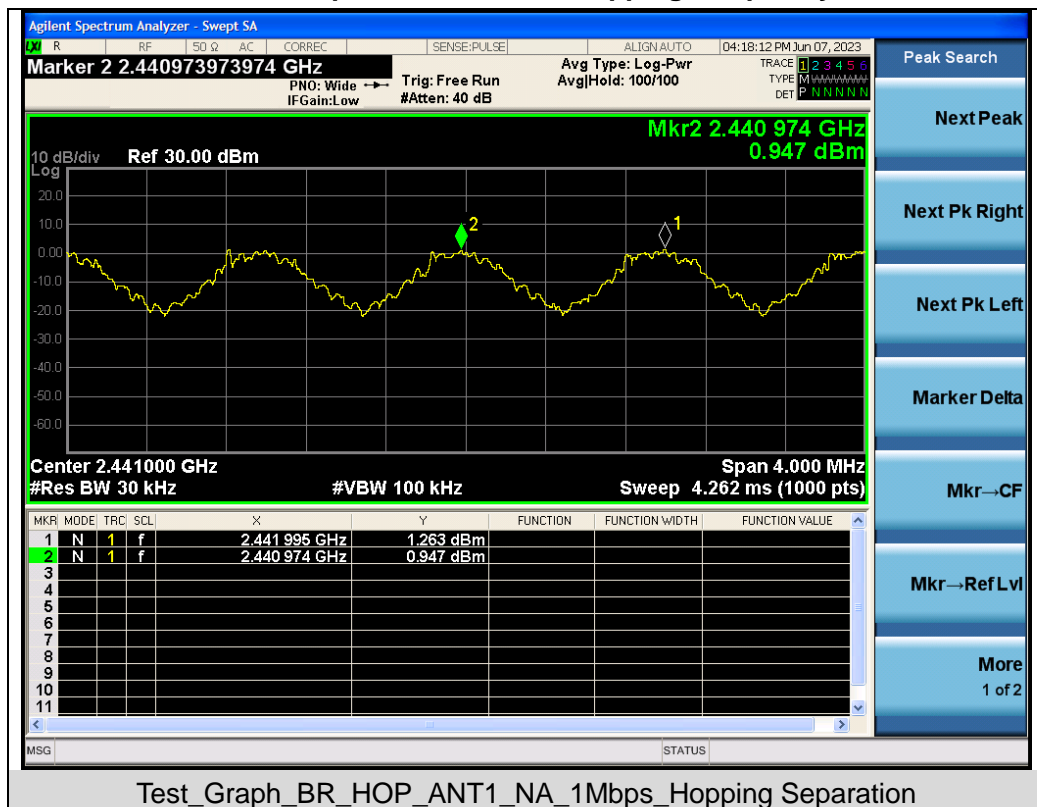 Agilent Spectrum Analyzer - Swept SA
LXI R RF 50 Ω AC CORREC SENSE:PULSE ALIGN AUTO 04:18:12 PM Jun 07, 2023
Marker 2 2.440973973974 GHz
PNO: Wide
IFGain:Low
Trig: Free Run
#Atten: 40 dB
Avg Type: Log-Pwr
Avg|Hold: 100/100
TRACE 1 2 3 4 5 6
TYPE M WWWWW
DET P N N N N N
Mkr2 2.440 974 GHz
0.947 dBm
10 dB/div Ref 30.00 dBm
Log
20.0
10.0
0.00
-10.0
-20.0
-30.0
-40.0
-50.0
-60.0
2
1
Center 2.441000 GHz Span 4.000 MHz
#Res BW 30 kHz #VBW 100 kHz Sweep 4.262 ms (1000 pts)
MKR MODE TRC SCL X Y FUNCTION FUNCTION WIDTH FUNCTION VALUE
1 N 1 f 2.441 995 GHz 1.263 dBm
2 N 1 f 2.440 974 GHz 0.947 dBm
3
4
5
6
7
8
9
10
11
MSG STATUS
Peak Search
Next Peak
Next Pk Right
Next Pk Left
Marker Delta
Mkr→CF
Mkr→Ref Lvl
More
1 of 2
Test_Graph_BR_HOP_ANT1_NA_1Mbps_Hopping Separation